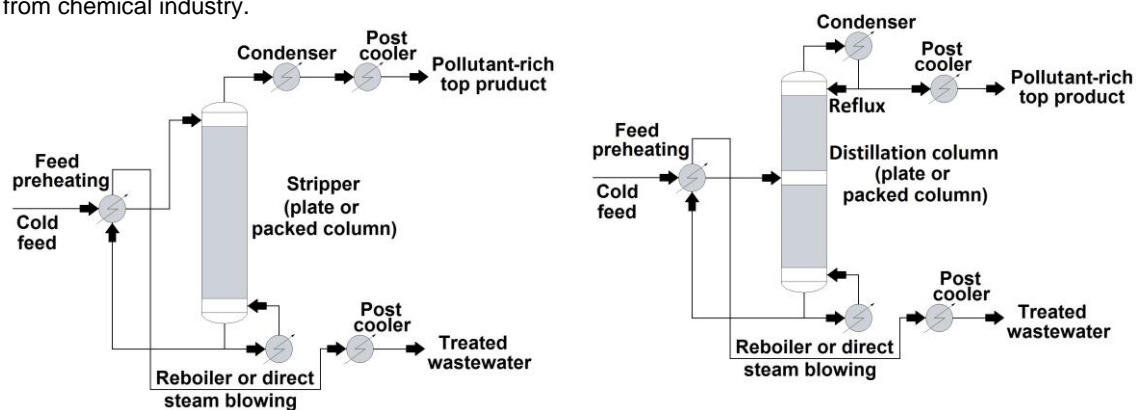 from chemical industry.
Condenser
Post
cooler
Pollutant-rich
top pruduct
Feed
preheating
Cold
feed
Stripper
(plate or
packed column)
Post
cooler
Treated
wastewater
Reboiler or direct
steam blowing
Condenser
Post
cooler
Pollutant-rich
top product
Reflux
Feed
preheating
Cold
feed
Distillation column
(plate or
packed column)
Post
cooler
Treated
wastewater
Reboiler or direct
steam blowing